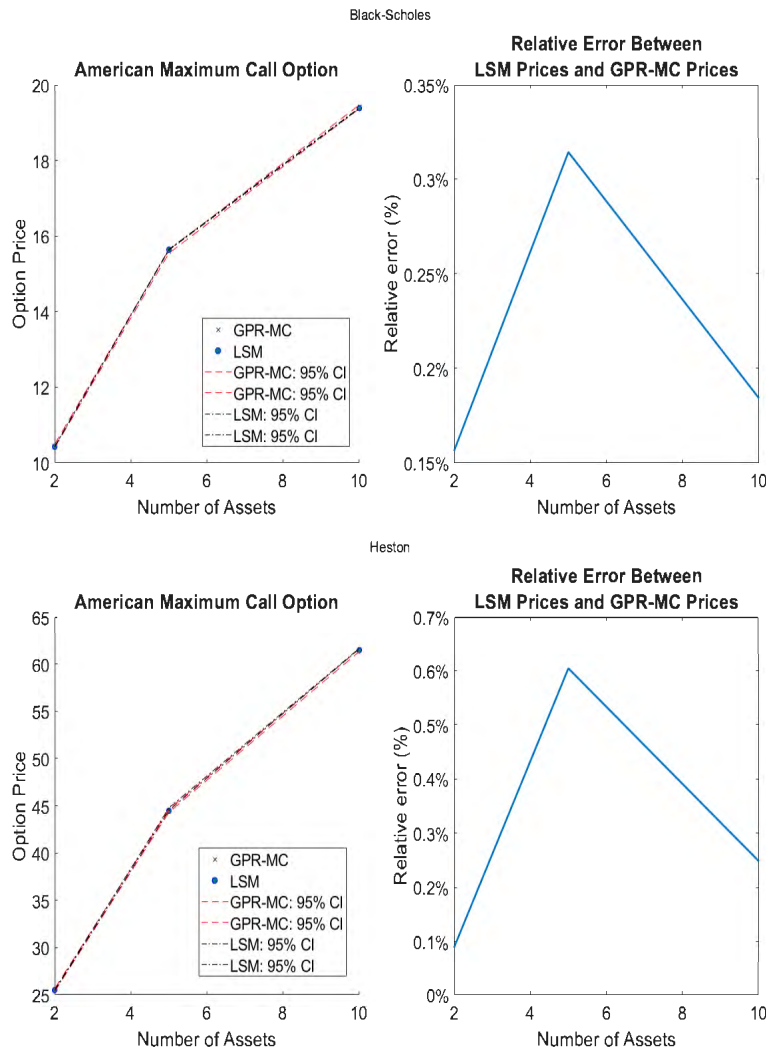 Black-Scholes
American Maximum Call Option
20
18
16
14
12
10
Option Price
2
4
6
8
10
Number of Assets
× GPR-MC
LSM
GPR-MC: 95% CI
GPR-MC: 95% CI
LSM: 95% CI
LSM: 95% CI
Relative Error Between
LSM Prices and GPR-MC Prices
0.35%
0.3%
0.25%
0.2%
0.15%
Relative error (%)
2
4
6
8
10
Number of Assets
Heston
American Maximum Call Option
65
60
55
50
45
40
35
30
25
Option Price
2
4
6
8
10
Number of Assets
× GPR-MC
LSM
GPR-MC: 95% CI
GPR-MC: 95% CI
LSM: 95% CI
LSM: 95% CI
Relative Error Between
LSM Prices and GPR-MC Prices
0.7%
0.6%
0.5%
0.4%
0.3%
0.2%
0.1%
0%
Relative error (%)
2
4
6
8
10
Number of Assets